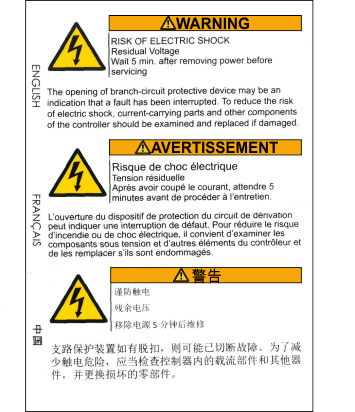 ⚠WARNING
RISK OF ELECTRIC SHOCK
Residual Voltage
Wait 5 min. after removing power before
servicing
ENGLISH
The opening of branch-circuit protective device may be an
indication that a fault has been interrupted. To reduce the risk
of electric shock, current-carrying parts and other components
of the controller should be examined and replaced if damaged.
⚠AVERTISSEMENT
Risque de choc électrique
Tension résiduelle
Après avoir coupé le courant, attendre 5
minutes avant de procéder à l'entretien.
FRANÇAIS
L'ouverture du dispositif de protection du circuit de dérivation
peut indiquer une interruption de défaut. Pour réduire le risque
d'incendie ou de choc électrique, il convient d'examiner les
composants sous tension et d'autres éléments du contrôleur et
de les remplacer s'ils sont endommagés.
⚠警告
谨防触电
残余电压
移除电源 5 分钟后维修
中国
支路保护装置如有脱扣，则可能已切断故障。为了减
少触电危险、应当检查控制器内的载流部件和其他器
件，并更换损坏的零部件。